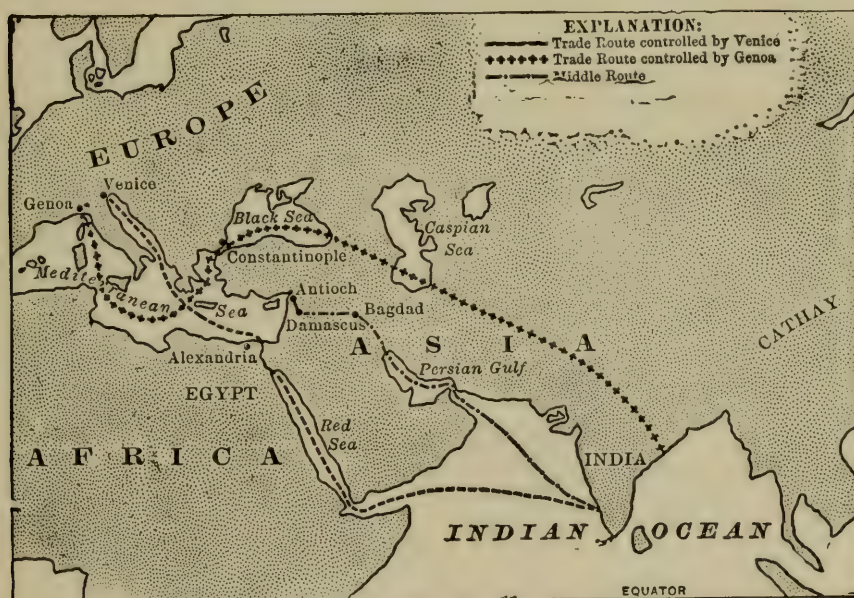 EXPLANATION:
Trade Route controlled by Venice
Trade Route controlled by Genoa
Middle Route
EUROPE
Venice
Genoa
Black Sea
Caspian
Sea
Constantinople
Mediterranean
Sea
Antioch
Damascus
Bagdad
ASIA
CATHAY
Alexandria
EGYPT
Persian Gulf
Red
Sea
AFRICA
INDIA
INDIAN OCEAN
EQUATOR